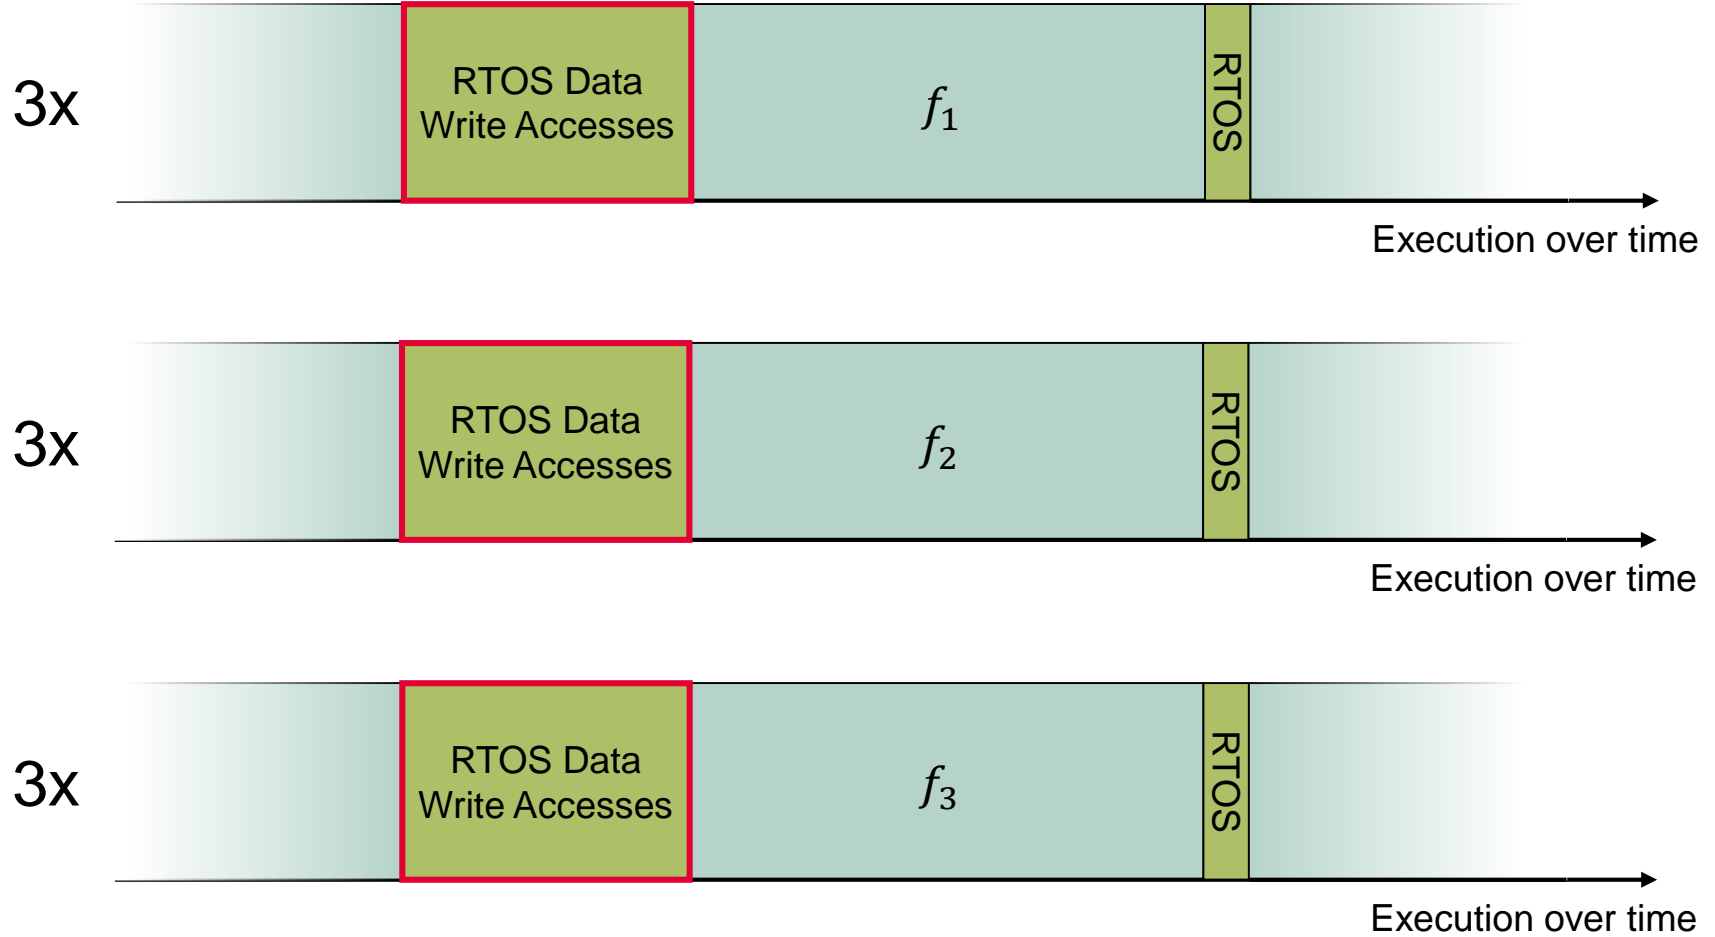 3x
RTOS Data
Write Accesses
f1
RTOS
Execution over time
3x
RTOS Data
Write Accesses
f2
RTOS
Execution over time
3x
RTOS Data
Write Accesses
f3
RTOS
Execution over time